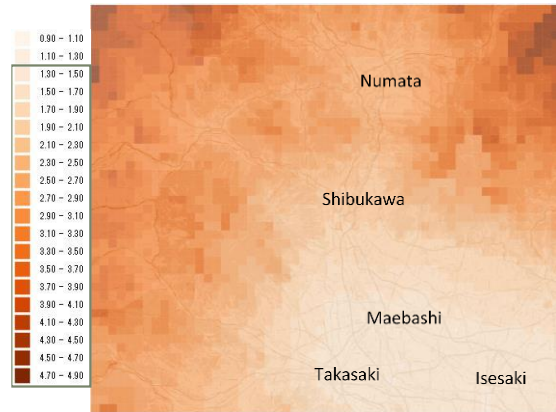 0.90 – 1.10
1.10 – 1.30
1.30 – 1.50
1.50 – 1.70
1.70 – 1.90
1.90 – 2.10
2.10 – 2.30
2.30 – 2.50
2.50 – 2.70
2.70 – 2.90
2.90 – 3.10
3.10 – 3.30
3.30 – 3.50
3.50 – 3.70
3.70 – 3.90
3.90 – 4.10
4.10 – 4.30
4.30 – 4.50
4.50 – 4.70
4.70 – 4.90
Numata
Shibukawa
Maebashi
Takasaki
Isesaki